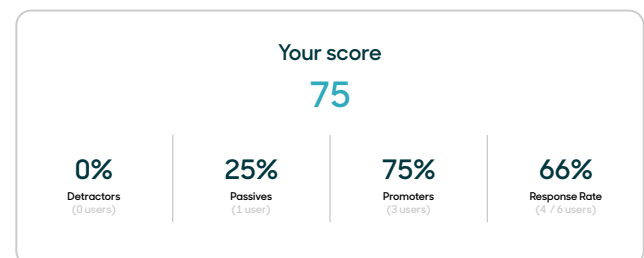 Your score
75
0%
Detractors
(0 users)
25%
Passives
(1 user)
75%
Promoters
(3 users)
66%
Response Rate
(4 / 6 users)